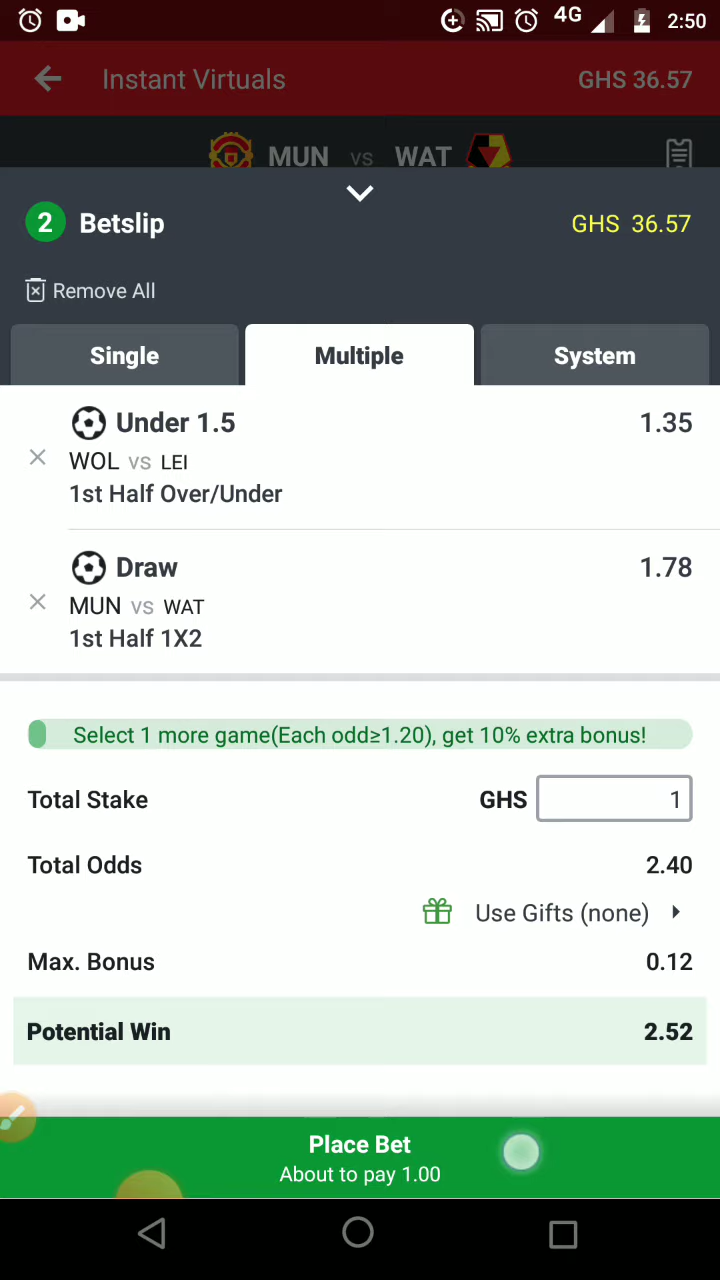 4G 2:50
Instant Virtuals GHS 36.57
MUN vs WAT
2 Betslip GHS 36.57
Remove All
Single Multiple System
Under 1.5 1.35
WOL vs LEI
1st Half Over/Under
Draw 1.78
MUN vs WAT
1st Half 1X2
Select 1 more game(Each odd≥1.20), get 10% extra bonus!
Total Stake GHS 1
Total Odds 2.40
Use Gifts (none)
Max. Bonus 0.12
Potential Win 2.52
Place Bet
About to pay 1.00